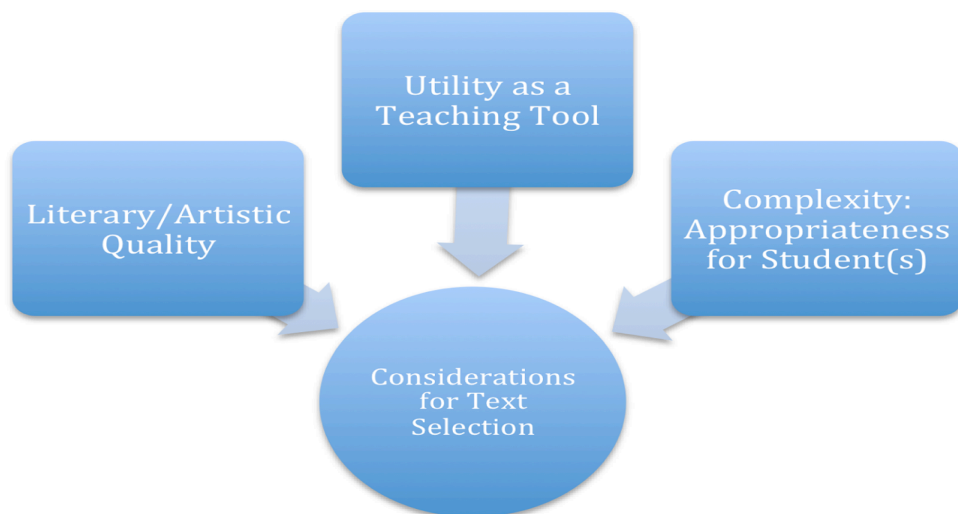 Utility as a
Teaching Tool
Literary/Artistic
Quality
Complexity:
Appropriateness
for Student(s)
Considerations
for Text
Selection